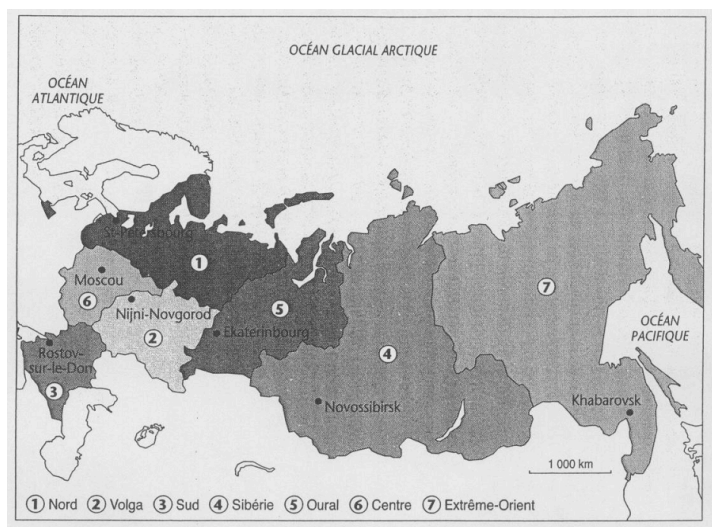 OCÉAN GLACIAL ARCTIQUE
OCÉAN
ATLANTIQUE
St-Pétersbourg
1
Moscou
7
6
5
Nijni-Novgorod
OCÉAN
PACIFIQUE
2
Ekaterinbourg
Rostov-
sur-le-Don
4
3
Novossibirsk
Khabarovsk
1 000 km
1 Nord 2 Volga 3 Sud 4 Sibérie 5 Oural 6 Centre 7 Extrême-Orient